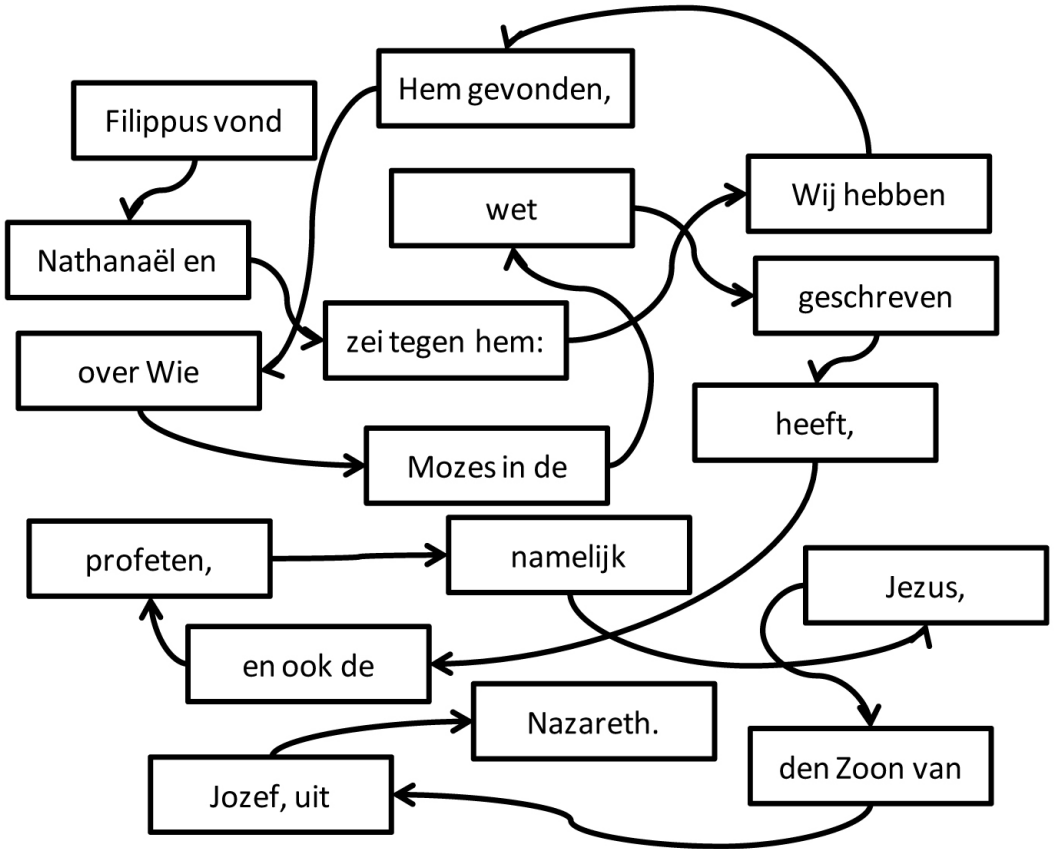 Filippus vond
Nathanaël en
zei tegen hem:
Wij hebben
Hem gevonden,
over Wie
Mozes in de
wet
geschreven
heeft,
en ook de
profeten,
namelijk
Jezus,
den Zoon van
Jozef, uit
Nazareth.